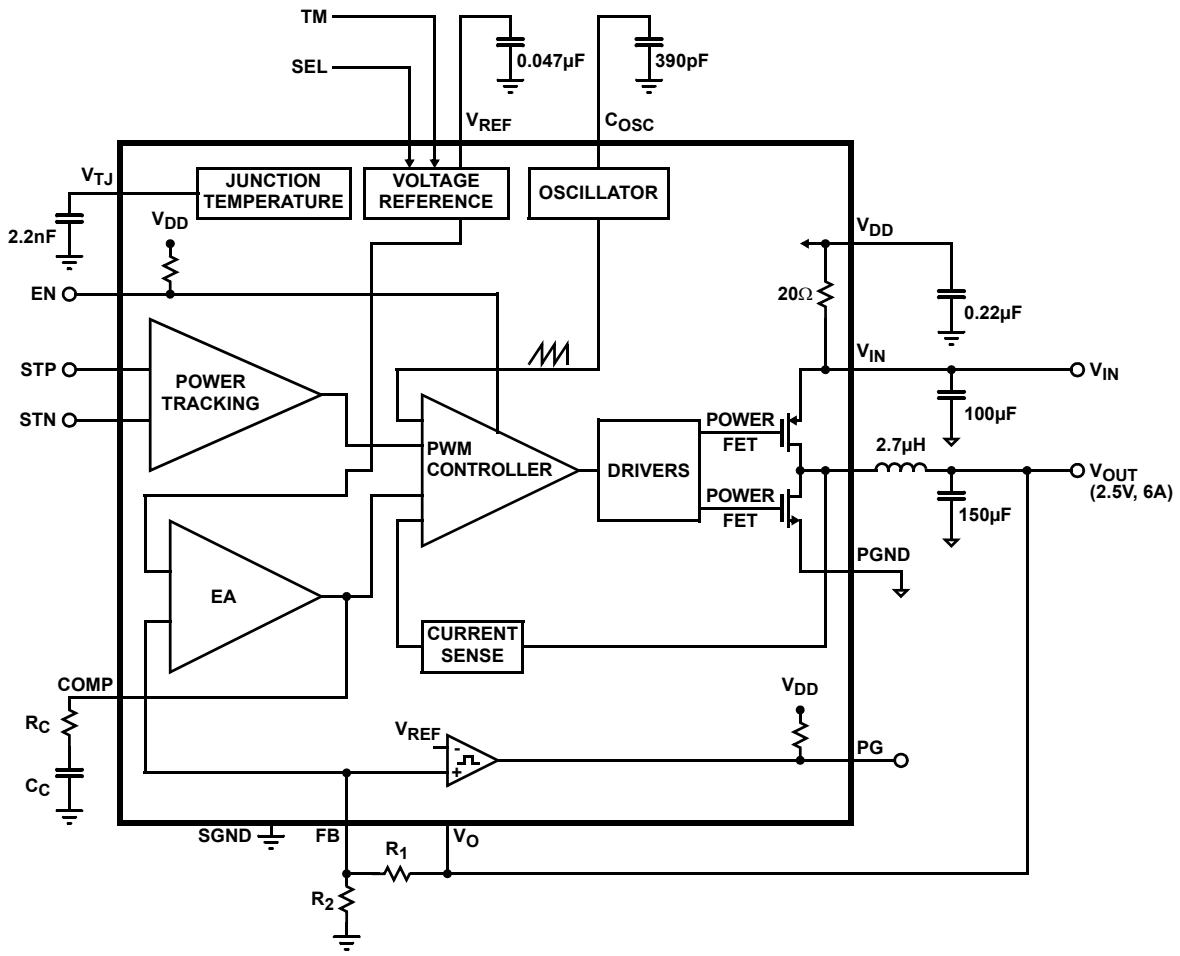 TM
0.047µF
390pF
SEL
VREF
COSC
VTJ
JUNCTION
TEMPERATURE
VOLTAGE
REFERENCE
OSCILLATOR
2.2nF
VDD
VDD
EN
20Ω
0.22µF
STP
POWER
TRACKING
VIN
VIN
STN
PWM
CONTROLLER
DRIVERS
POWER
FET
100µF
2.7µH
VOUT
(2.5V, 6A)
POWER
FET
150µF
PGND
EA
CURRENT
SENSE
COMP
RC
VDD
VREF
-
+
PG
CC
SGND
FB
VO
R1
R2